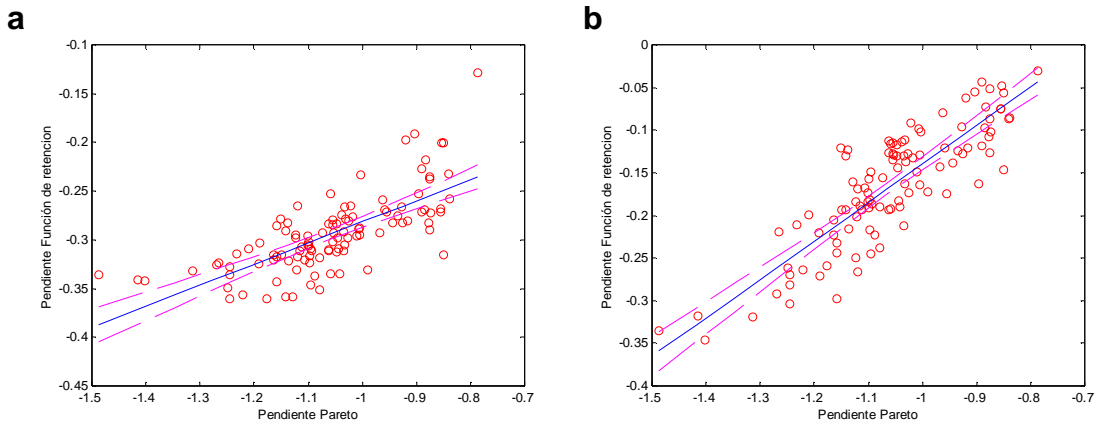 a
b
-0.1
-0.15
-0.2
-0.25
-0.3
-0.35
-0.4
-0.45
Pendiente Función de retencion
-1.5 -1.4 -1.3 -1.2 -1.1 -1 -0.9 -0.8 -0.7
Pendiente Pareto
0
-0.05
-0.1
-0.15
-0.2
-0.25
-0.3
-0.35
-0.4
Pendiente Función de retencion
-1.5 -1.4 -1.3 -1.2 -1.1 -1 -0.9 -0.8 -0.7
Pendiente Pareto